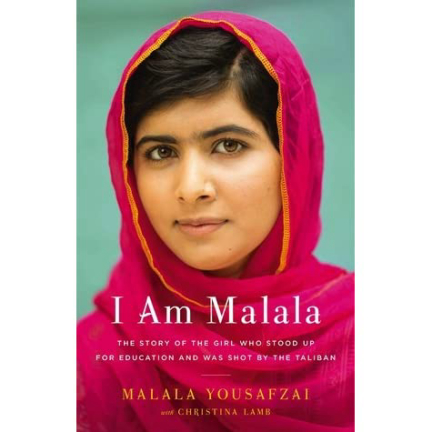 I Am Malala
THE STORY OF THE GIRL WHO STOOD UP
FOR EDUCATION AND WAS SHOT BY THE TALIBAN
MALALA YOUSAFZAI
with CHRISTINA LAMB